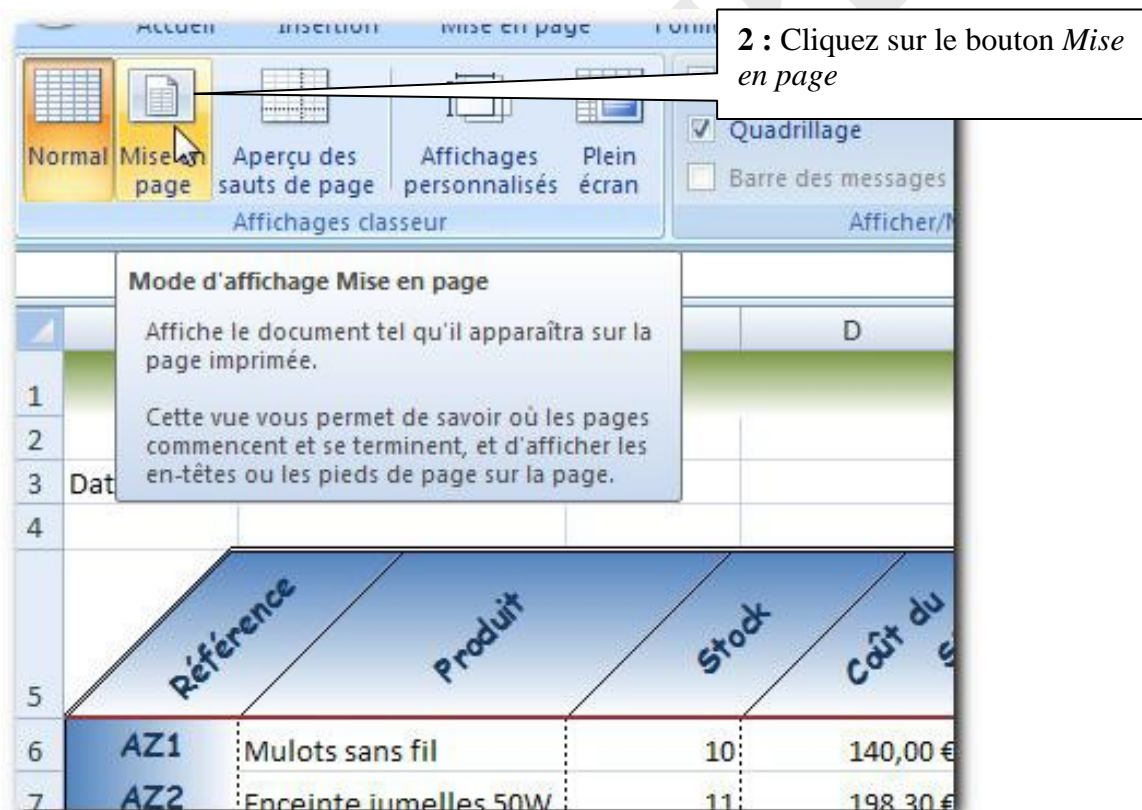 Accueil Insertion Mise en page
2 : Cliquez sur le bouton Mise
en page
Normal Mise en page Aperçu des sauts de page Affichages personnalisés Plein écran
Quadrillage
Barre des messages
Affichages classeur
Afficher/
Mode d'affichage Mise en page
Affiche le document tel qu'il apparaîtra sur la
page imprimée.
Cette vue vous permet de savoir où les pages
commencent et se terminent, et d'afficher les
en-têtes ou les pieds de page sur la page.
D
1
2
3 Dat
4
5 Référence Produit Stock Coût du
6 AZ1 Mulots sans fil 10 140,00 €
7 AZ2 Enceinte jumelles 50W 11 198,30 €